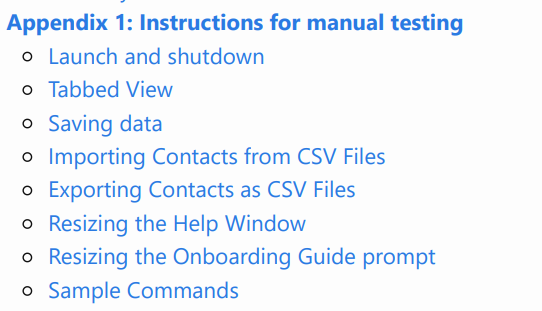 Appendix 1: Instructions for manual testing
Launch and shutdown
Tabbed View
Saving data
Importing Contacts from CSV Files
Exporting Contacts as CSV Files
Resizing the Help Window
Resizing the Onboarding Guide prompt
Sample Commands